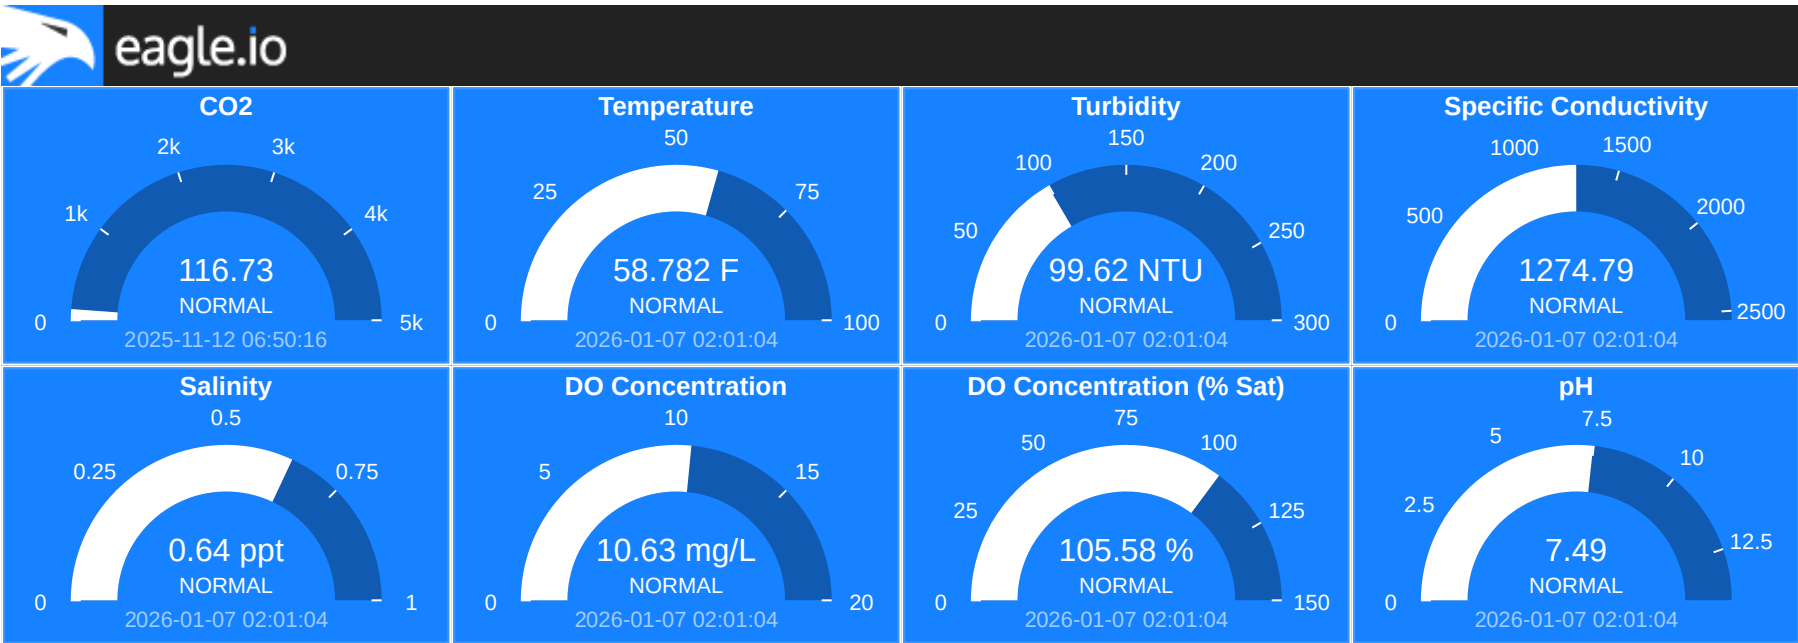 eagle.io
CO2
0
1k
2k
3k
4k
5k
116.73
NORMAL
2025-11-12 06:50:16
Temperature
0
25
50
75
100
58.782 F
NORMAL
2026-01-07 02:01:04
Turbidity
0
50
100
150
200
250
300
99.62 NTU
NORMAL
2026-01-07 02:01:04
Specific Conductivity
0
500
1000
1500
2000
2500
1274.79
NORMAL
2026-01-07 02:01:04
Salinity
0
0.25
0.5
0.75
1
0.64 ppt
NORMAL
2026-01-07 02:01:04
DO Concentration
0
5
10
15
20
10.63 mg/L
NORMAL
2026-01-07 02:01:04
DO Concentration (% Sat)
0
25
50
75
100
125
150
105.58 %
NORMAL
2026-01-07 02:01:04
pH
0
2.5
5
7.5
10
12.5
7.49
NORMAL
2026-01-07 02:01:04